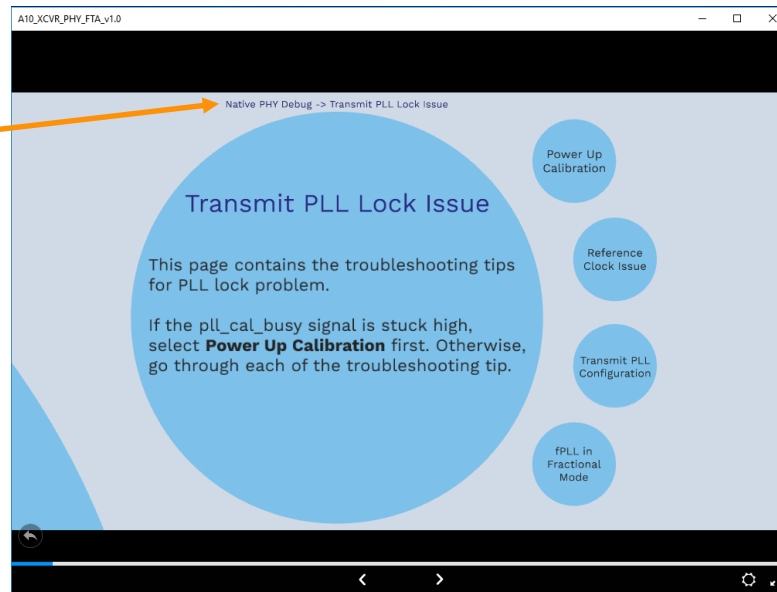 A10_XCVR_PHY_FTA_v1.0
Native PHY Debug -> Transmit PLL Lock Issue
Transmit PLL Lock Issue
This page contains the troubleshooting tips
for PLL lock problem.
If the pll_cal_busy signal is stuck high,
select Power Up Calibration first. Otherwise,
go through each of the troubleshooting tip.
Power Up
Calibration
Reference
Clock Issue
Transmit PLL
Configuration
fPLL in
Fractional
Mode